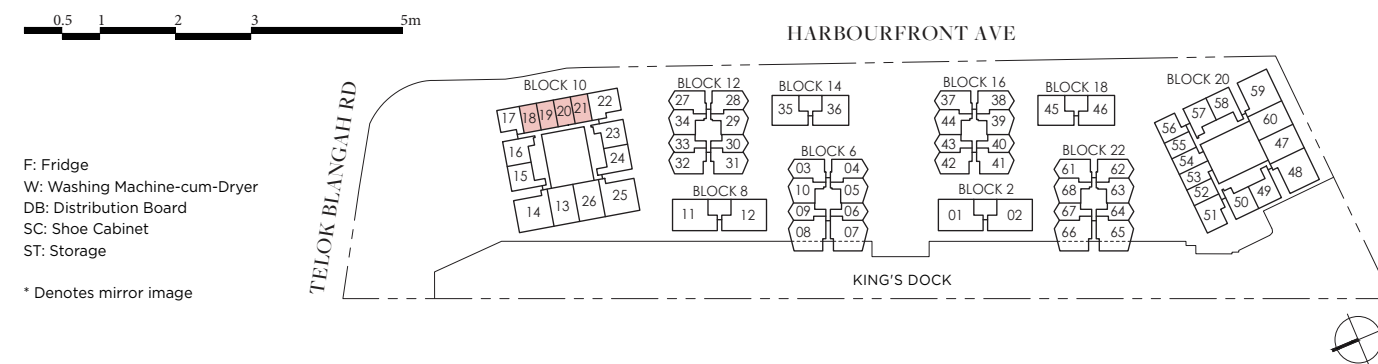 0.5 1 2 3 5m
HARBOURFRONT AVE
TELOK BLANGAH RD
F: Fridge
W: Washing Machine-cum-Dryer
DB: Distribution Board
SC: Shoe Cabinet
ST: Storage
* Denotes mirror image
BLOCK 10
17 18 19 20 21 22
16 23
15 24
14 13 26 25
BLOCK 12
27 28
34 29
33 30
32 31
BLOCK 14
35 36
BLOCK 8
11 12
BLOCK 6
03 04
10 05
09 06
08 07
BLOCK 16
37 38
44 39
43 40
42 41
BLOCK 18
45 46
BLOCK 2
01 02
BLOCK 22
61 62
68 63
67 64
66 65
BLOCK 20
56 57 58 59
55 60
54 47
53 48
52
51 50 49
KING'S DOCK